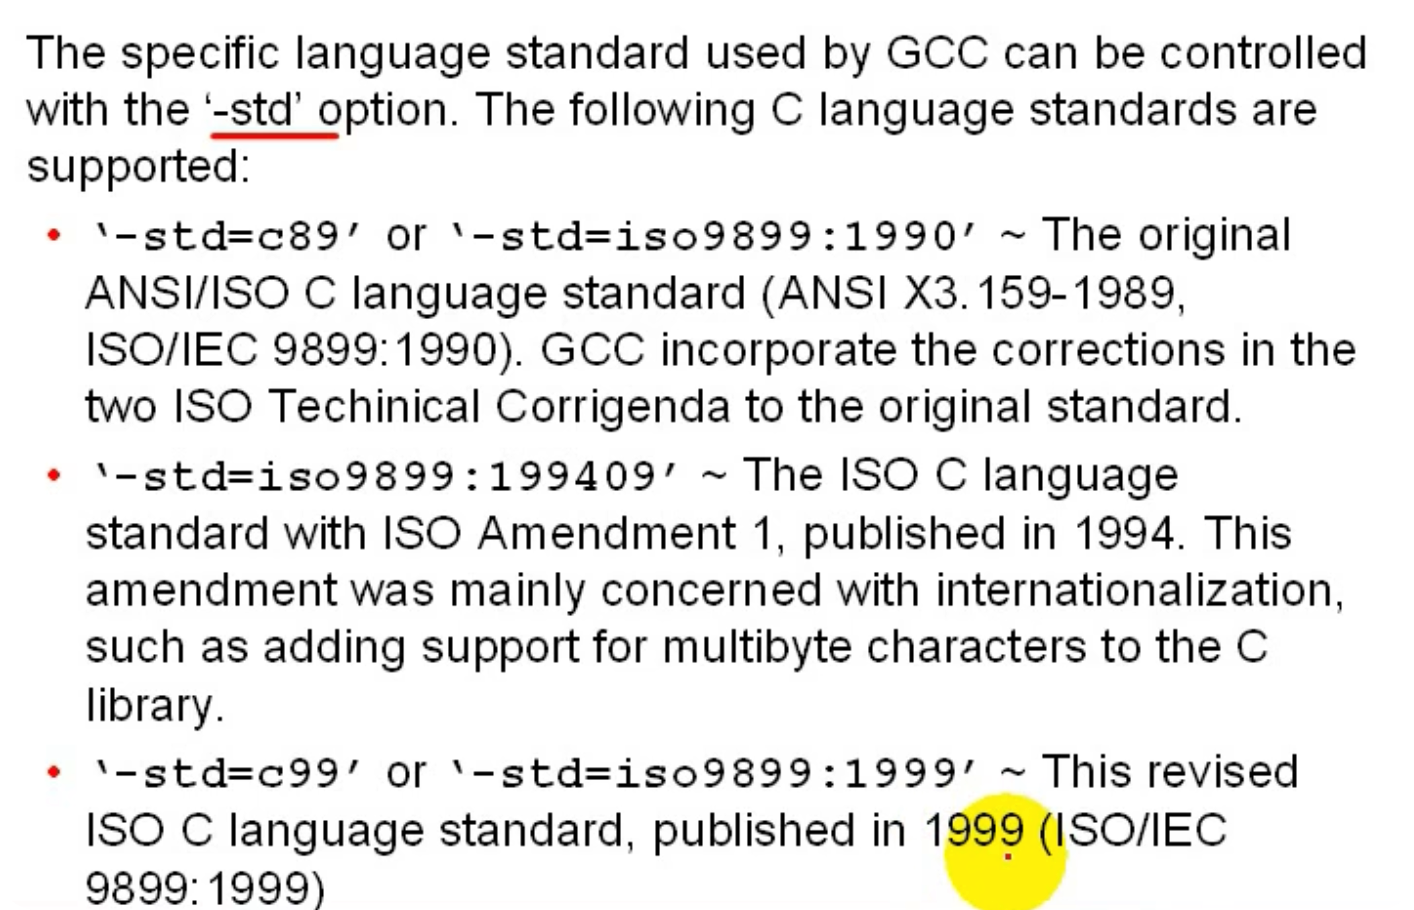 The specific language standard used by GCC can be controlled
with the ‘-std’ option. The following C language standards are
supported:
• ‘-std=c89’ or ‘-std=iso9899:1990’ ~ The original
ANSI/ISO C language standard (ANSI X3.159-1989,
ISO/IEC 9899:1990). GCC incorporate the corrections in the
two ISO Techinical Corrigenda to the original standard.
• ‘-std=iso9899:199409’ ~ The ISO C language
standard with ISO Amendment 1, published in 1994. This
amendment was mainly concerned with internationalization,
such as adding support for multibyte characters to the C
library.
• ‘-std=c99’ or ‘-std=iso9899:1999’ ~ This revised
ISO C language standard, published in 1999 (ISO/IEC
9899:1999)